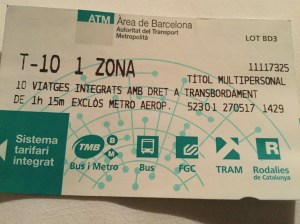 ATM Àrea de Barcelona
Autoritat del Transport
Metropolità
LOT BD3
11117325
T-10 1 ZONA
TÍTOL MULTIPERSONAL
10 VIATGES INTEGRATS AMB DRET A TRANSBORDAMENT
DE 1h 15m EXCLÒS METRO AEROP. 52301 270517 1429
Sistema
tarifari
integrat
TMB B M
Bus i Metro
Bus
FGC
TRAM
R
Rodalies
de Catalunya